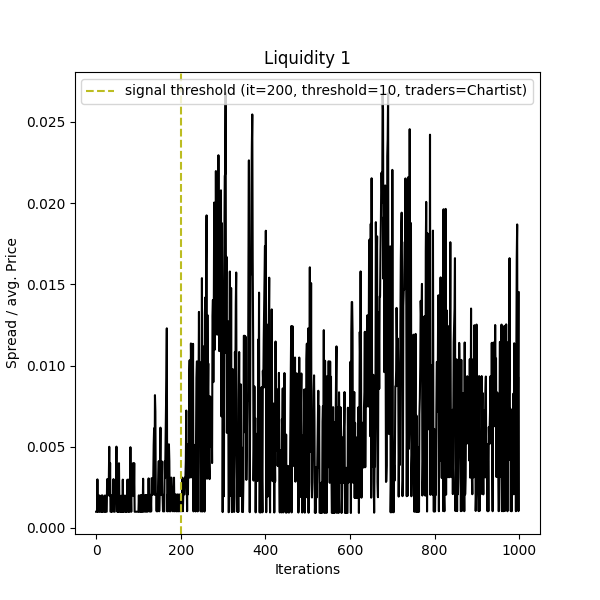 Liquidity 1
signal threshold (it=200, threshold=10, traders=Chartist)
Spread / avg. Price
0.025
0.020
0.015
0.010
0.005
0.000
0 200 400 600 800 1000
Iterations